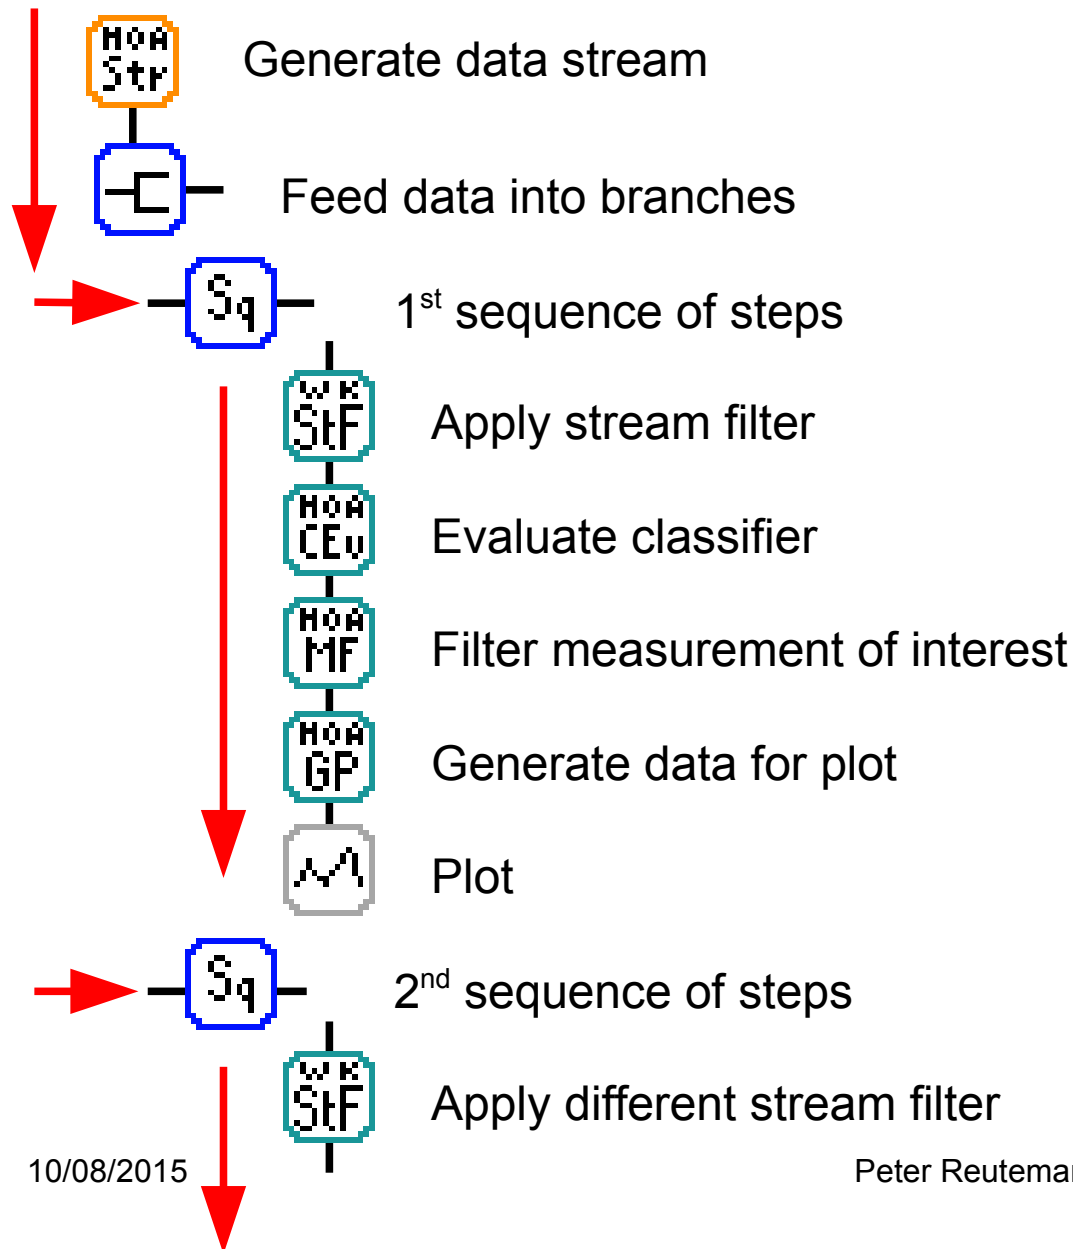 MOA
Str
Generate data stream
Feed data into branches
Sq
1st sequence of steps
WK
StF
Apply stream filter
MOA
CEv
Evaluate classifier
MOA
MF
Filter measurement of interest
MOA
GP
Generate data for plot
Plot
Sq
2nd sequence of steps
WK
StF
Apply different stream filter
10/08/2015
Peter Reuteman